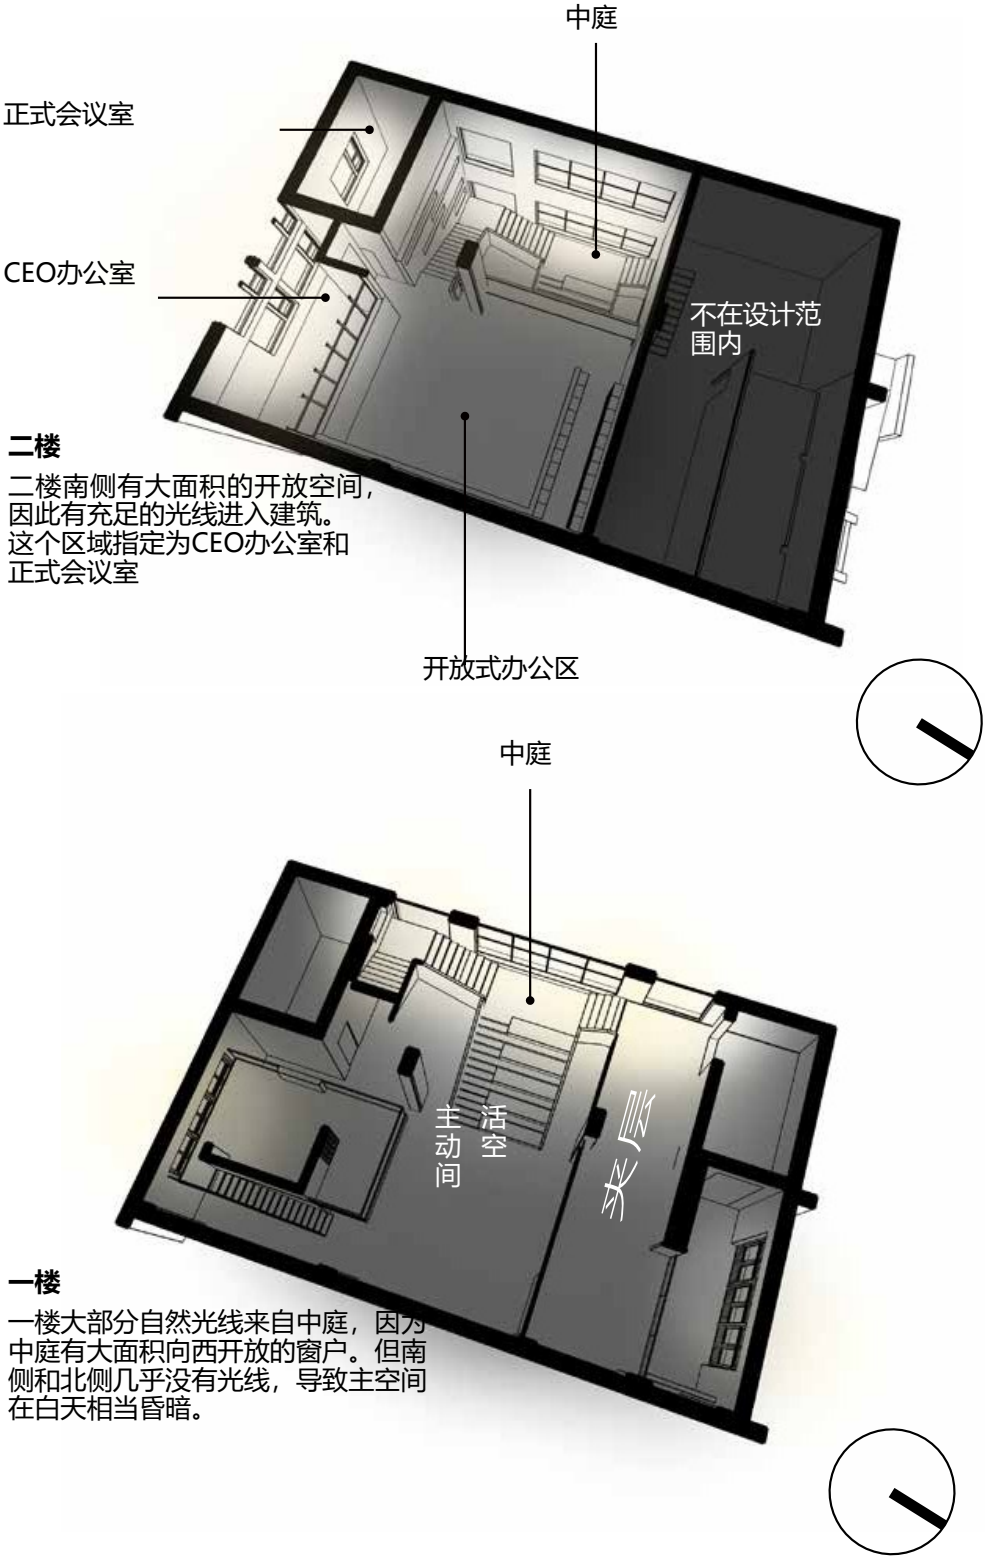 中庭
正式会议室
CEO办公室
不在设计范
围内
二楼
二楼南侧有大面积的开放空间，
因此有充足的光线进入建筑。
这个区域指定为CEO办公室和
正式会议室
开放式办公区
中庭
主 活
动 空
间
夹层
一楼
一楼大部分自然光线来自中庭，因为
中庭有大面积向西开放的窗户。但南
侧和北侧几乎没有光线，导致主空间
在白天相当昏暗。